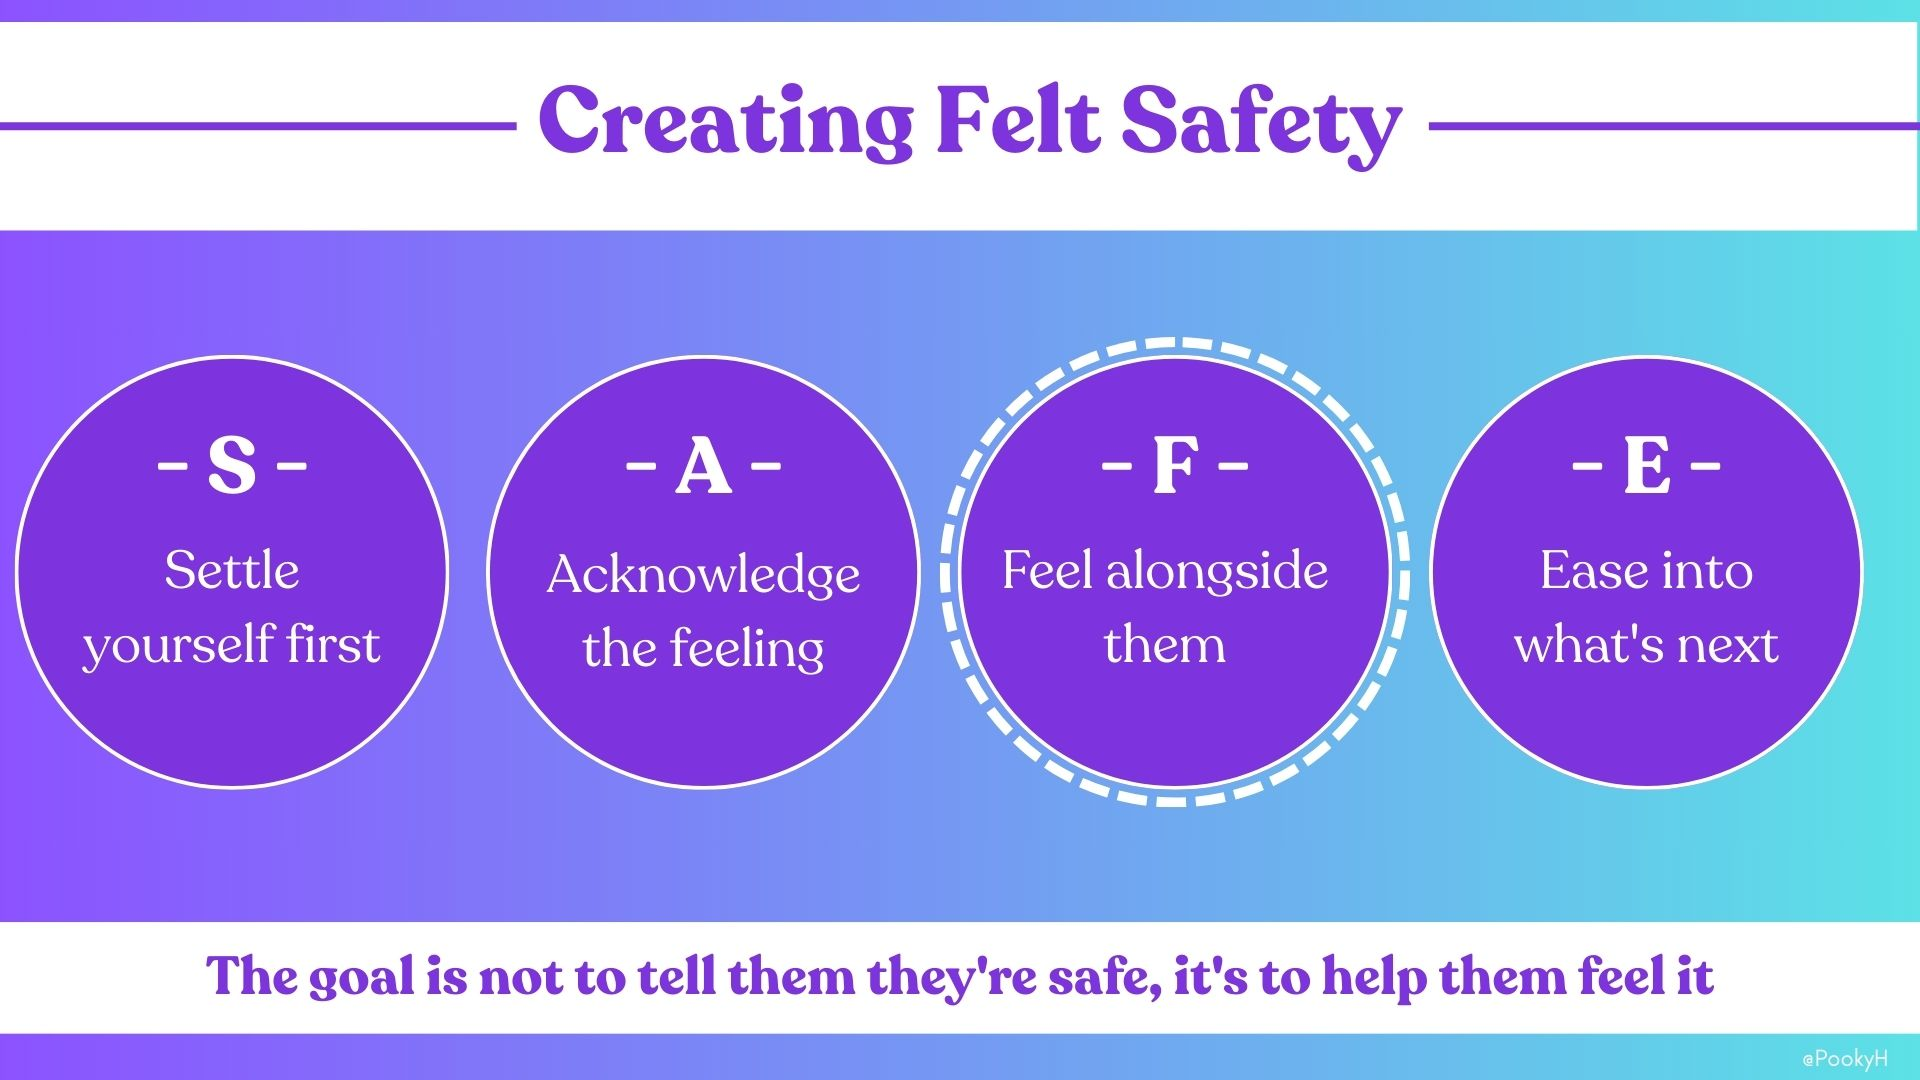 Creating Felt Safety
- S -
Settle
yourself first
- A -
Acknowledge
the feeling
- F -
Feel alongside
them
- E -
Ease into
what's next
The goal is not to tell them they're safe, it's to help them feel it
@PookyH